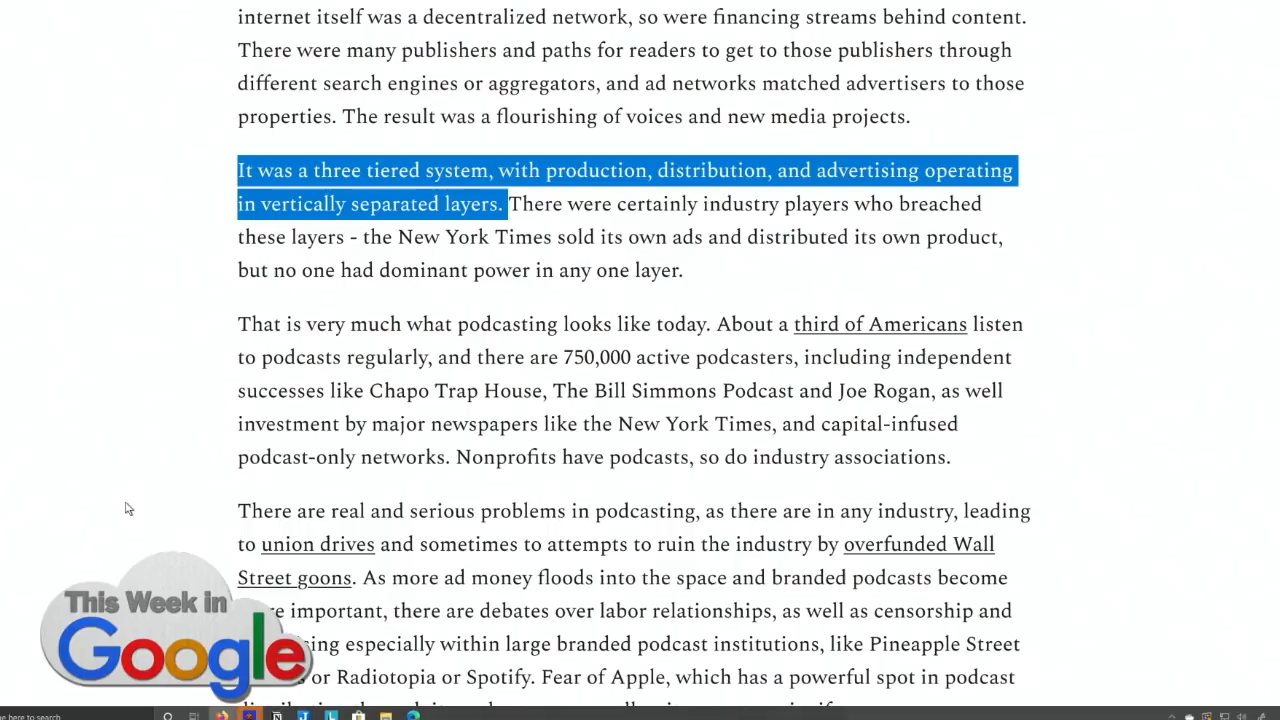 internet itself was a decentralized network, so were financing streams behind content.
There were many publishers and paths for readers to get to those publishers through
different search engines or aggregators, and ad networks matched advertisers to those
properties. The result was a flourishing of voices and new media projects.
It was a three tiered system, with production, distribution, and advertising operating
in vertically separated layers. There were certainly industry players who breached
these layers - the New York Times sold its own ads and distributed its own product,
but no one had dominant power in any one layer.
That is very much what podcasting looks like today. About a third of Americans listen
to podcasts regularly, and there are 750,000 active podcasters, including independent
successes like Chapo Trap House, The Bill Simmons Podcast and Joe Rogan, as well
investment by major newspapers like the New York Times, and capital-infused
podcast-only networks. Nonprofits have podcasts, so do industry associations.
There are real and serious problems in podcasting, as there are in any industry, leading
to union drives and sometimes to attempts to ruin the industry by overfunded Wall
Street goons. As more ad money floods into the space and branded podcasts become
important, there are debates over labor relationships, as well as censorship and
especially within large branded podcast institutions, like Pineapple Street
or Radiotopia or Spotify. Fear of Apple, which has a powerful spot in podcast
This Week in
Google
here to search